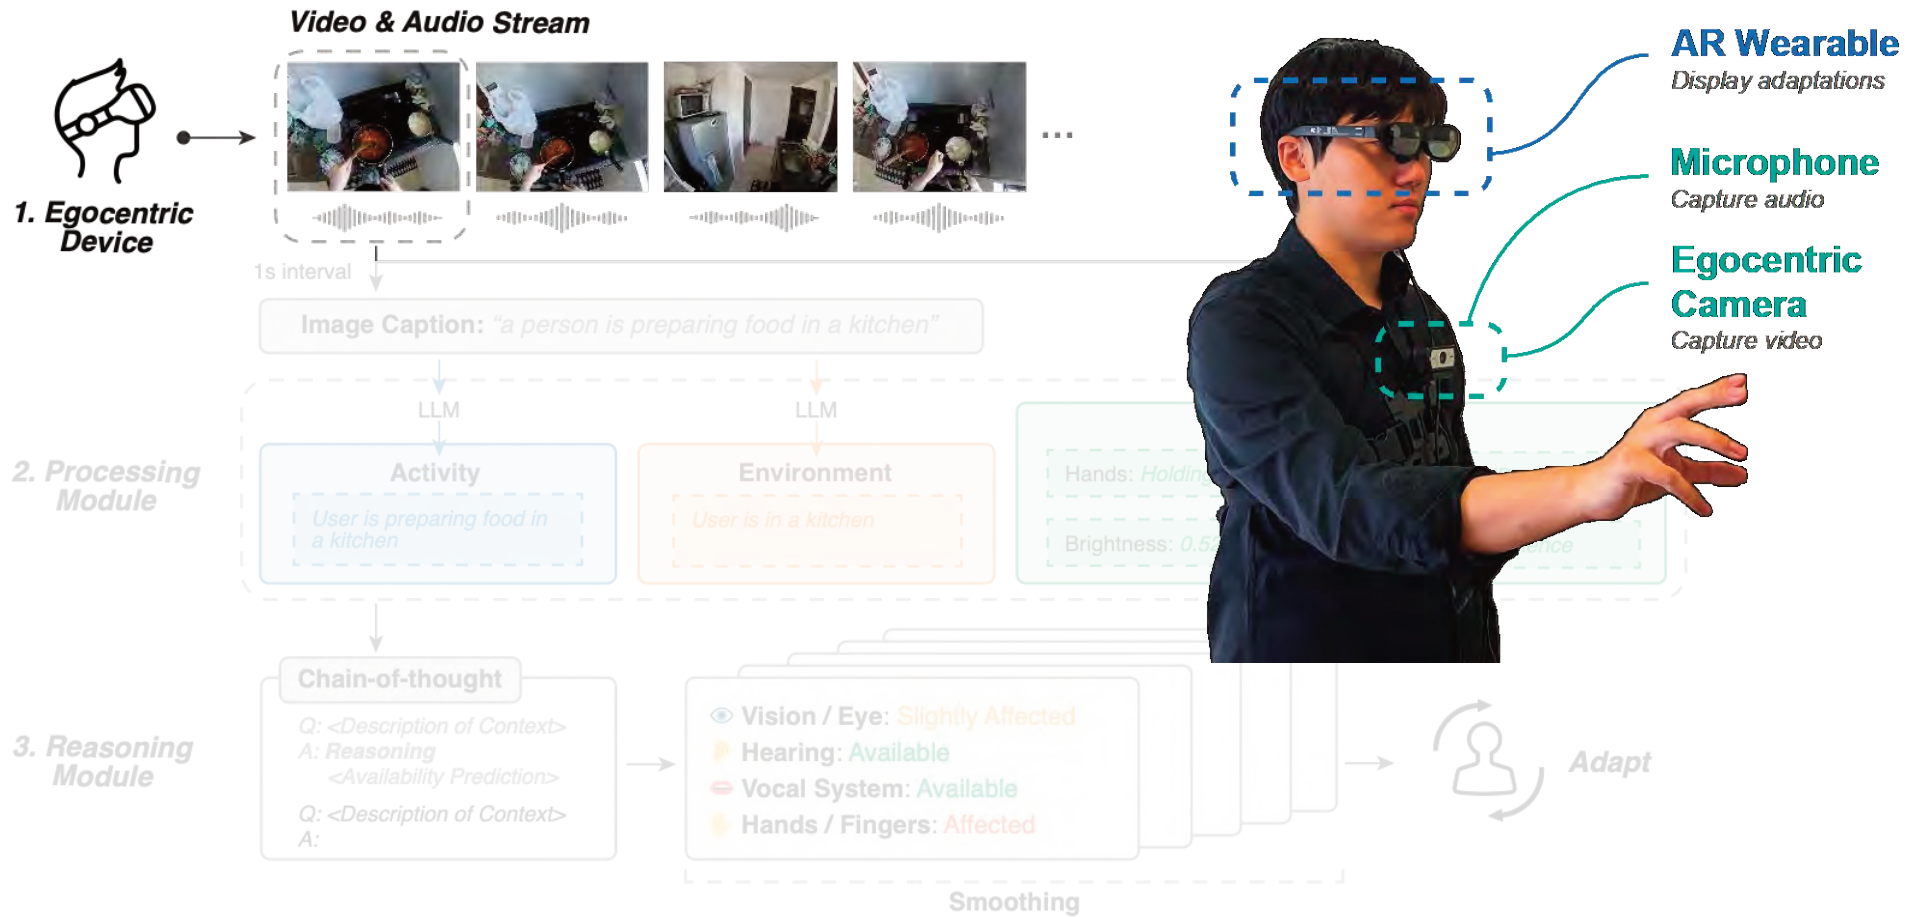 Video & Audio Stream
1. Egocentric
Device
AR Wearable
Display adaptations
Microphone
Capture audio
Egocentric
Camera
Capture video
1s interval
Image Caption: “a person is preparing food in a kitchen”
2. Processing
Module
LLM
LLM
Activity
User is preparing food in
a kitchen
Environment
User is in a kitchen
Hands: Holding
Brightness: 0.52
3. Reasoning
Module
Chain-of-thought
Q: <Description of Context>
A: Reasoning
<Availability Prediction>
Q: <Description of Context>
A:
Vision / Eye: Slightly Affected
Hearing: Available
Vocal System: Available
Hands / Fingers: Affected
Smoothing
Adapt